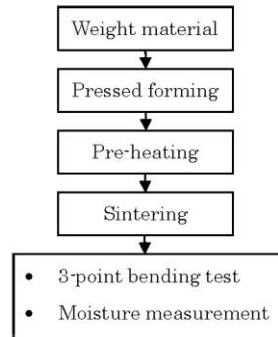 Weight material
Pressed forming
Pre-heating
Sintering
• 3-point bending test
• Moisture measurement